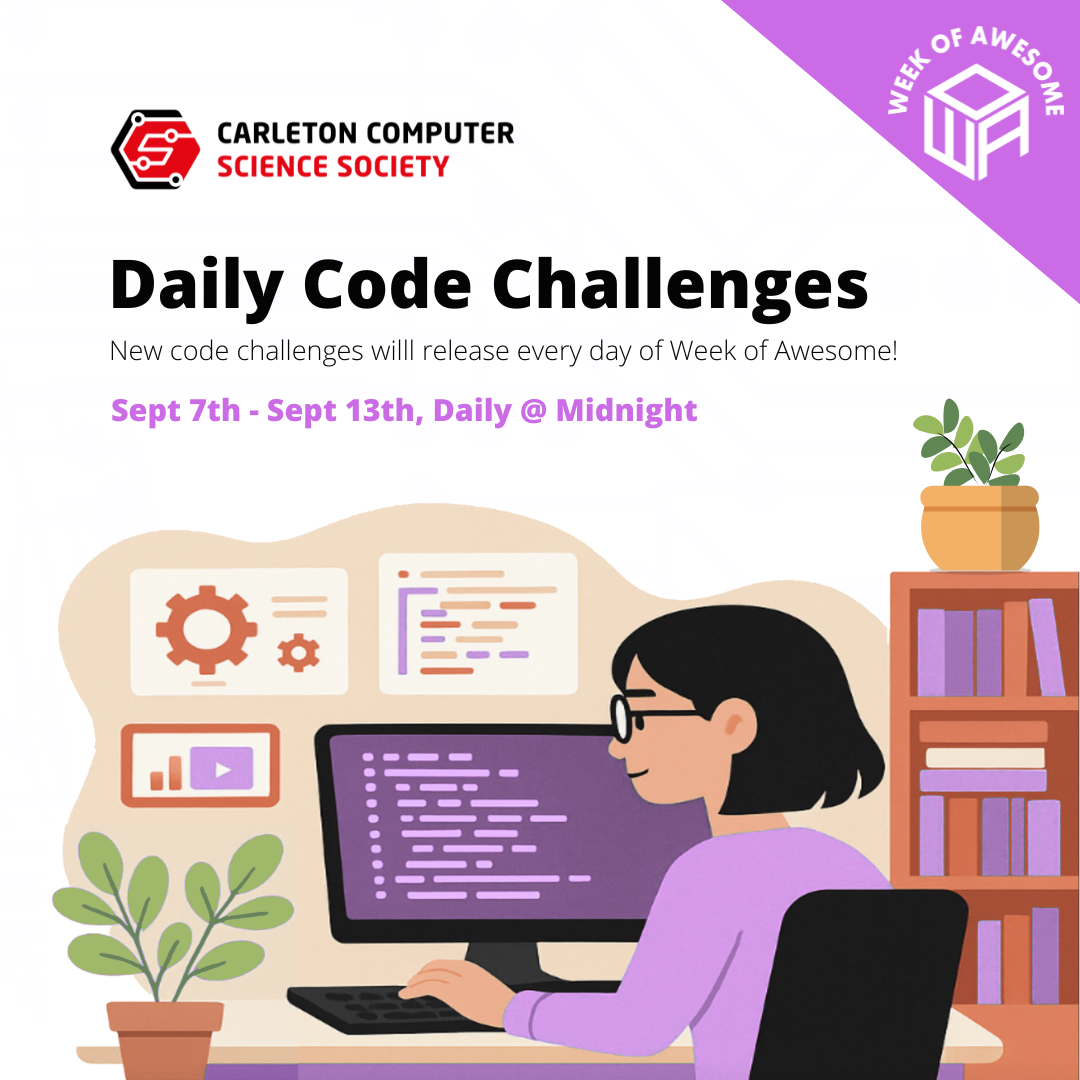 WEEK OF AWESOME
WOA
CARLETON COMPUTER
SCIENCE SOCIETY
Daily Code Challenges
New code challenges willl release every day of Week of Awesome!
Sept 7th - Sept 13th, Daily @ Midnight